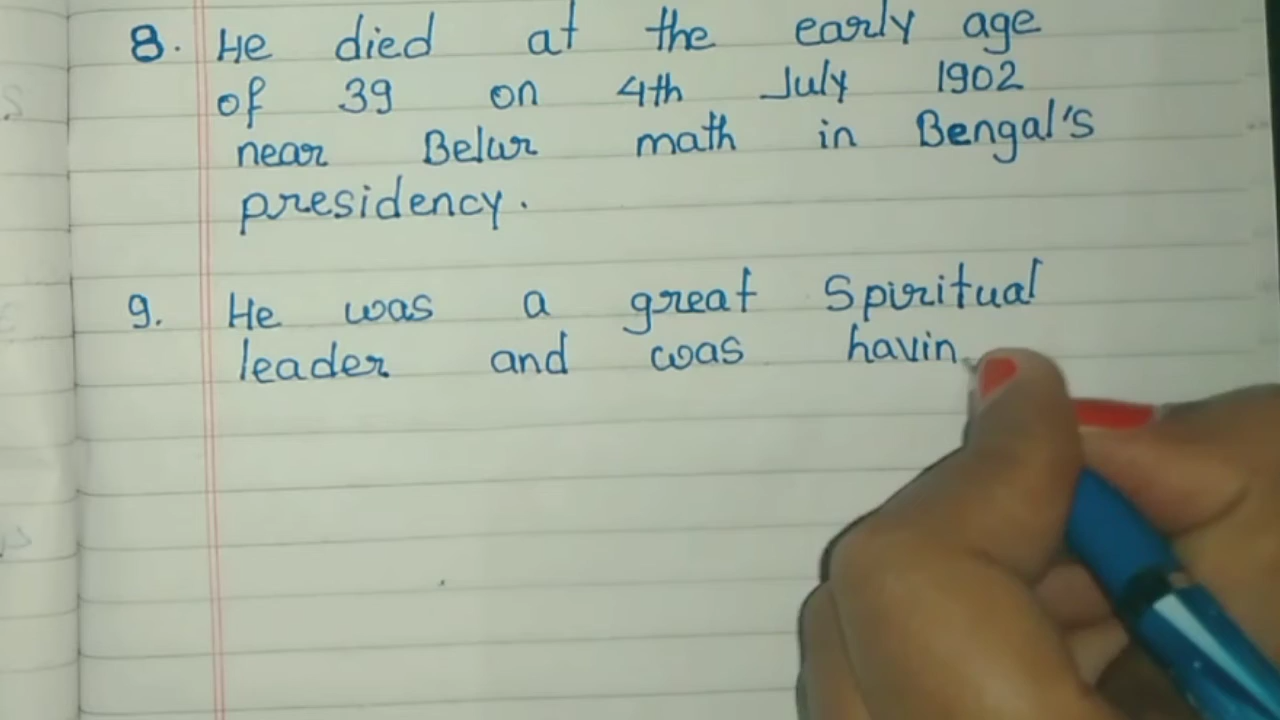 8. He died at the early age
of 39 on 4th July 1902
near Belur math in Bengal's
presidency.
9. He was a great Spiritual
leader and was havin